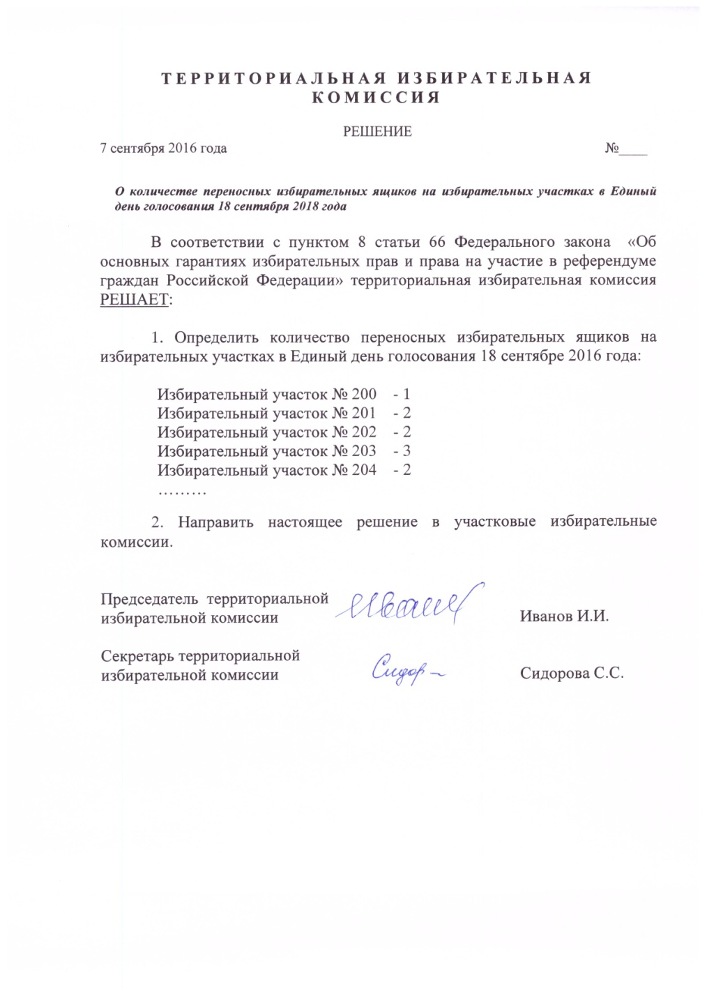 ТЕРРИТОРИАЛЬНАЯ ИЗБИРАТЕЛЬНАЯ
КОМИССИЯ
РЕШЕНИЕ
7 сентября 2016 года №____
О количестве переносных избирательных ящиков на избирательных участках в Единый
день голосования 18 сентября 2018 года
В соответствии с пунктом 8 статьи 66 Федерального закона «Об
основных гарантиях избирательных прав и права на участие в референдуме
граждан Российской Федерации» территориальная избирательная комиссия
РЕШАЕТ:
1. Определить количество переносных избирательных ящиков на
избирательных участках в Единый день голосования 18 сентябре 2016 года:
Избирательный участок № 200 - 1
Избирательный участок № 201 - 2
Избирательный участок № 202 - 2
Избирательный участок № 203 - 3
Избирательный участок № 204 - 2
………
2. Направить настоящее решение в участковые избирательные
комиссии.
Председатель территориальной
избирательной комиссии Иванов И.И.
Секретарь территориальной
Сидор
избирательной комиссии Сидорова С.С.